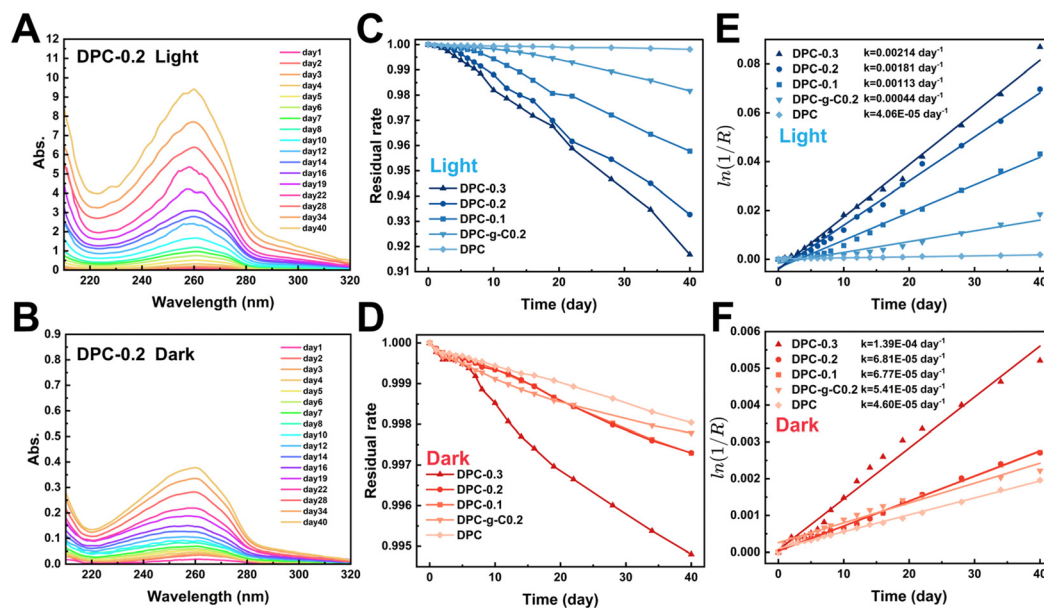 A
DPC-0.2 Light
12
11
10
9
8
7
6
5
4
3
2
1
0
Abs.
220 240 260 280 300 320
Wavelength (nm)
day1
day2
day3
day4
day5
day6
day7
day8
day10
day12
day14
day16
day19
day22
day28
day34
day40
B
DPC-0.2 Dark
0.9
0.8
0.7
0.6
0.5
0.4
0.3
0.2
0.1
0.0
Abs.
220 240 260 280 300 320
Wavelength (nm)
day1
day2
day3
day4
day5
day6
day7
day8
day10
day12
day14
day16
day19
day22
day28
day34
day40
C
1.00
0.99
0.98
0.97
0.96
0.95
0.94
0.93
0.92
0.91
Residual rate
Light
DPC-0.3
DPC-0.2
DPC-0.1
DPC-g-C0.2
DPC
0 10 20 30 40
Time (day)
D
1.000
0.999
0.998
0.997
0.996
0.995
Residual rate
Dark
DPC-0.3
DPC-0.2
DPC-0.1
DPC-g-C0.2
DPC
0 10 20 30 40
Time (day)
E
DPC-0.3 k=0.00214 day⁻¹
DPC-0.2 k=0.00181 day⁻¹
DPC-0.1 k=0.00113 day⁻¹
DPC-g-C0.2 k=0.00044 day⁻¹
DPC k=4.06E-05 day⁻¹
Light
0.08
0.06
0.04
0.02
0.00
ln(1/R)
0 10 20 30 40
Time (day)
F
DPC-0.3 k=1.39E-04 day⁻¹
DPC-0.2 k=6.81E-05 day⁻¹
DPC-0.1 k=6.77E-05 day⁻¹
DPC-g-C0.2 k=5.41E-05 day⁻¹
DPC k=4.60E-05 day⁻¹
Dark
0.006
0.005
0.004
0.003
0.002
0.001
0.000
ln(1/R)
0 10 20 30 40
Time (day)